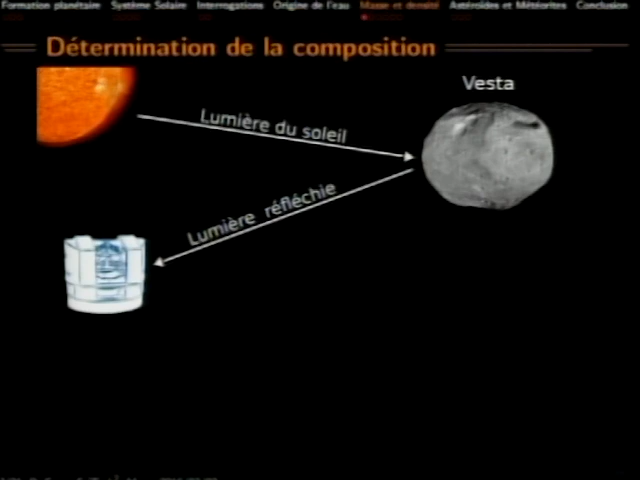 Formation planétaire Système Solaire Interrogations Origine de l'eau Masse et densité Astéroïdes et Météorites Conclusion
Détermination de la composition
Vesta
Lumière du soleil
Lumière réfléchie